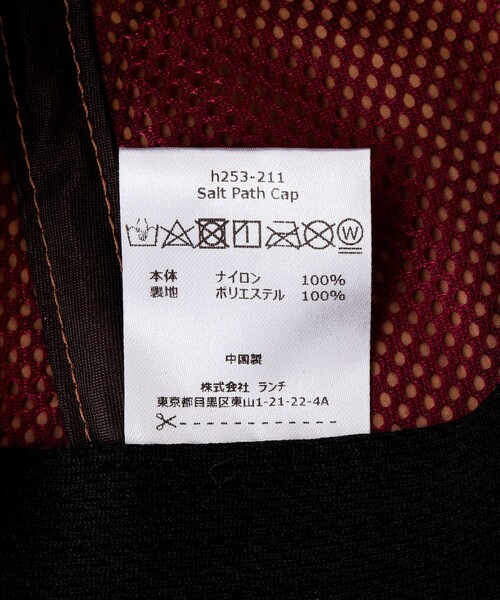 h253-211
Salt Path Cap
W
本体 ナイロン 100%
裏地 ポリエステル 100%
中国製
株式会社 ランチ
東京都目黒区東山1-21-22-4A